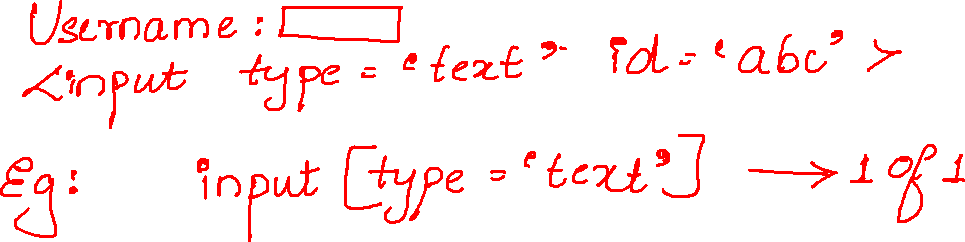 Username :
<input type = 'text' id = 'abc' >
Eg: input [type = 'text'] → 1 of 1